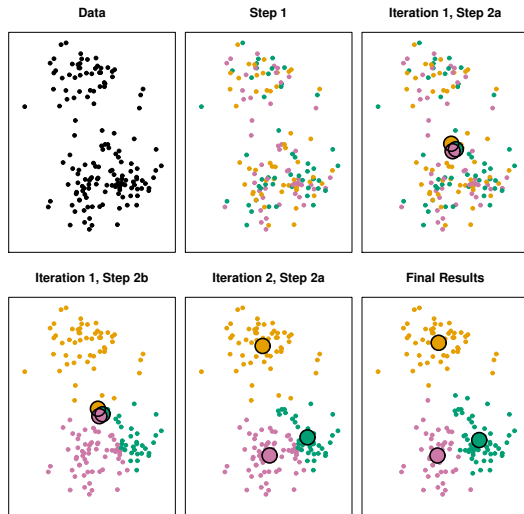 Data
Step 1
Iteration 1, Step 2a
Iteration 1, Step 2b
Iteration 2, Step 2a
Final Results